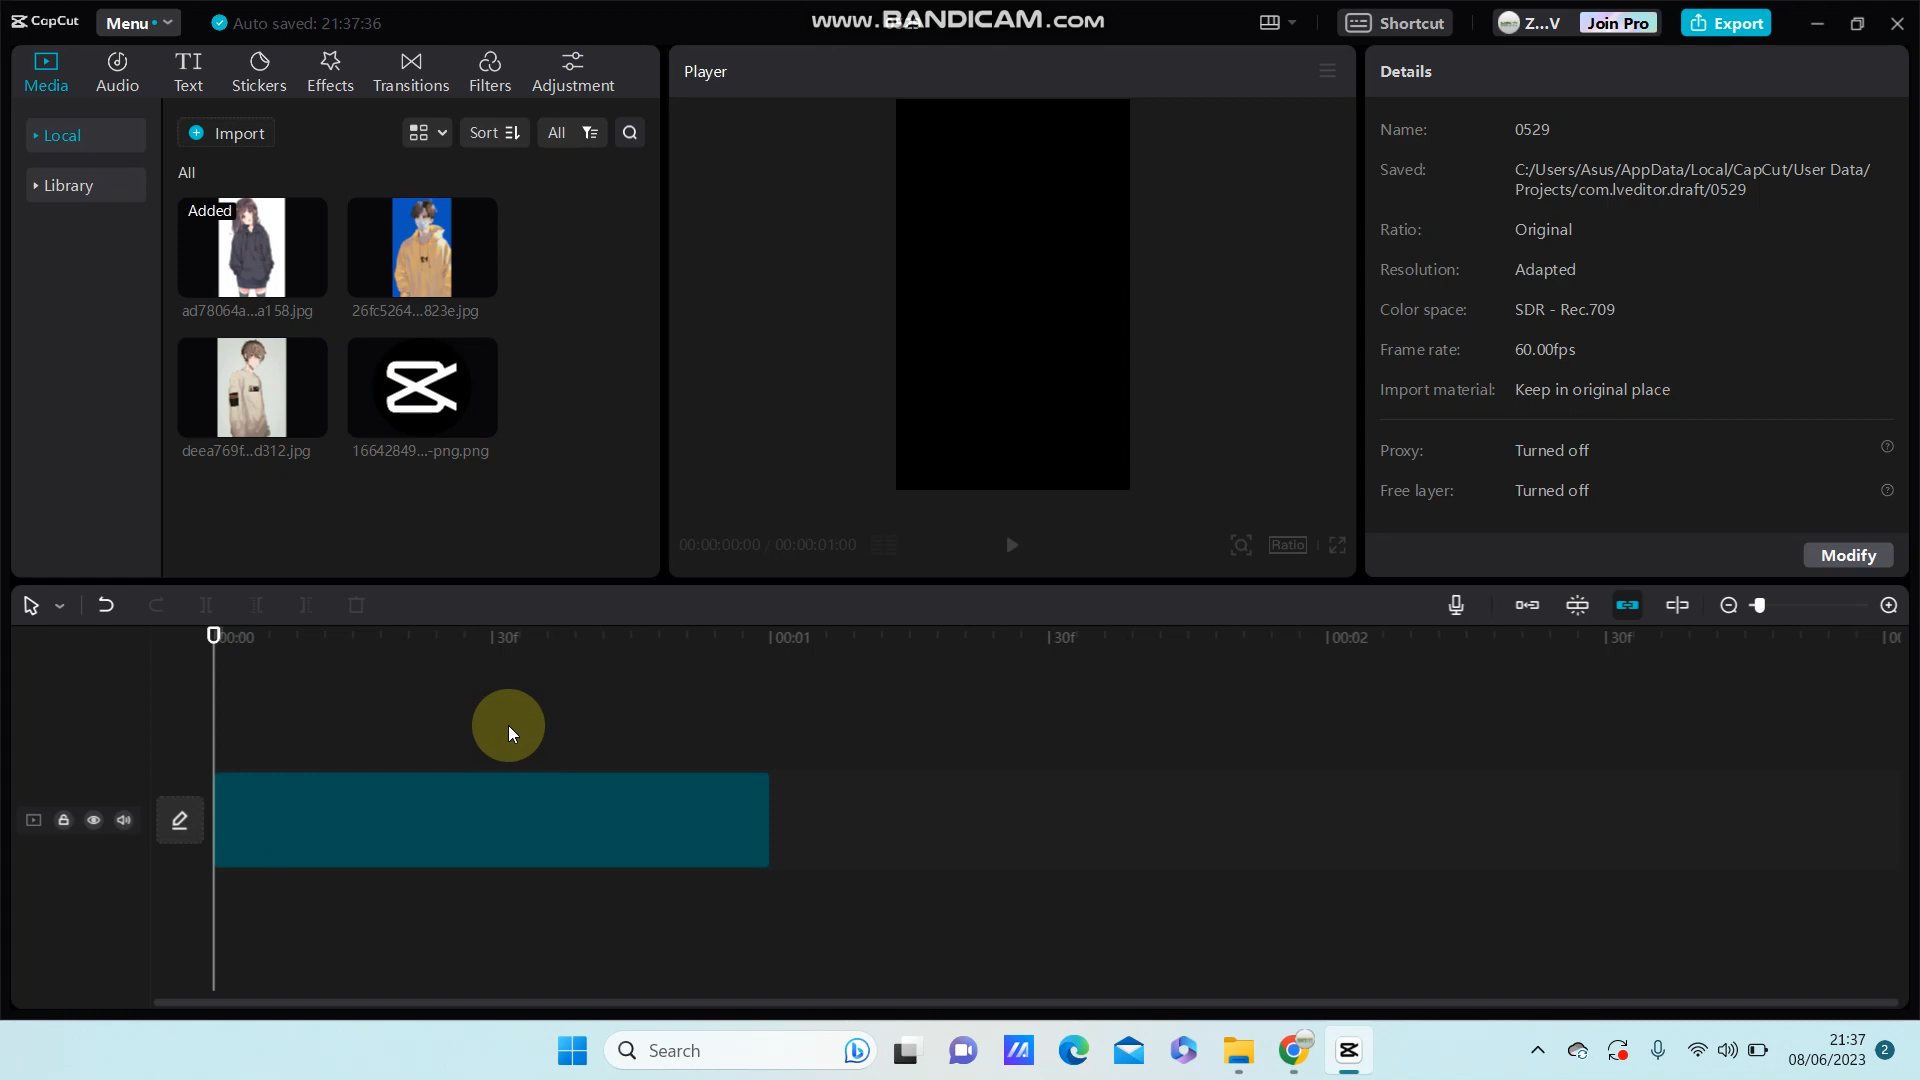 CapCut
Menu
Auto saved: 21:37:36
www.BANDICAM.com
Shortcut
Z...V
Join Pro
Export
Media
Audio
Text
Stickers
Effects
Transitions
Filters
Adjustment
Player
Details
Local
Library
Import
Sort
All
All
Added
ad78064a...a158.jpg
26fc5264...823e.jpg
deea769f...d312.jpg
16642849...-png.png
Name: 0529
Saved: C:/Users/Asus/AppData/Local/CapCut/User Data/
Projects/com.lveditor.draft/0529
Ratio: Original
Resolution: Adapted
Color space: SDR - Rec.709
Frame rate: 60.00fps
Import material: Keep in original place
Proxy: Turned off
Free layer: Turned off
Modify
00:00:00:00 / 00:00:01:00
Ratio
00:00
30f
00:01
30f
00:02
30f
Search
21:37
08/06/2023
2